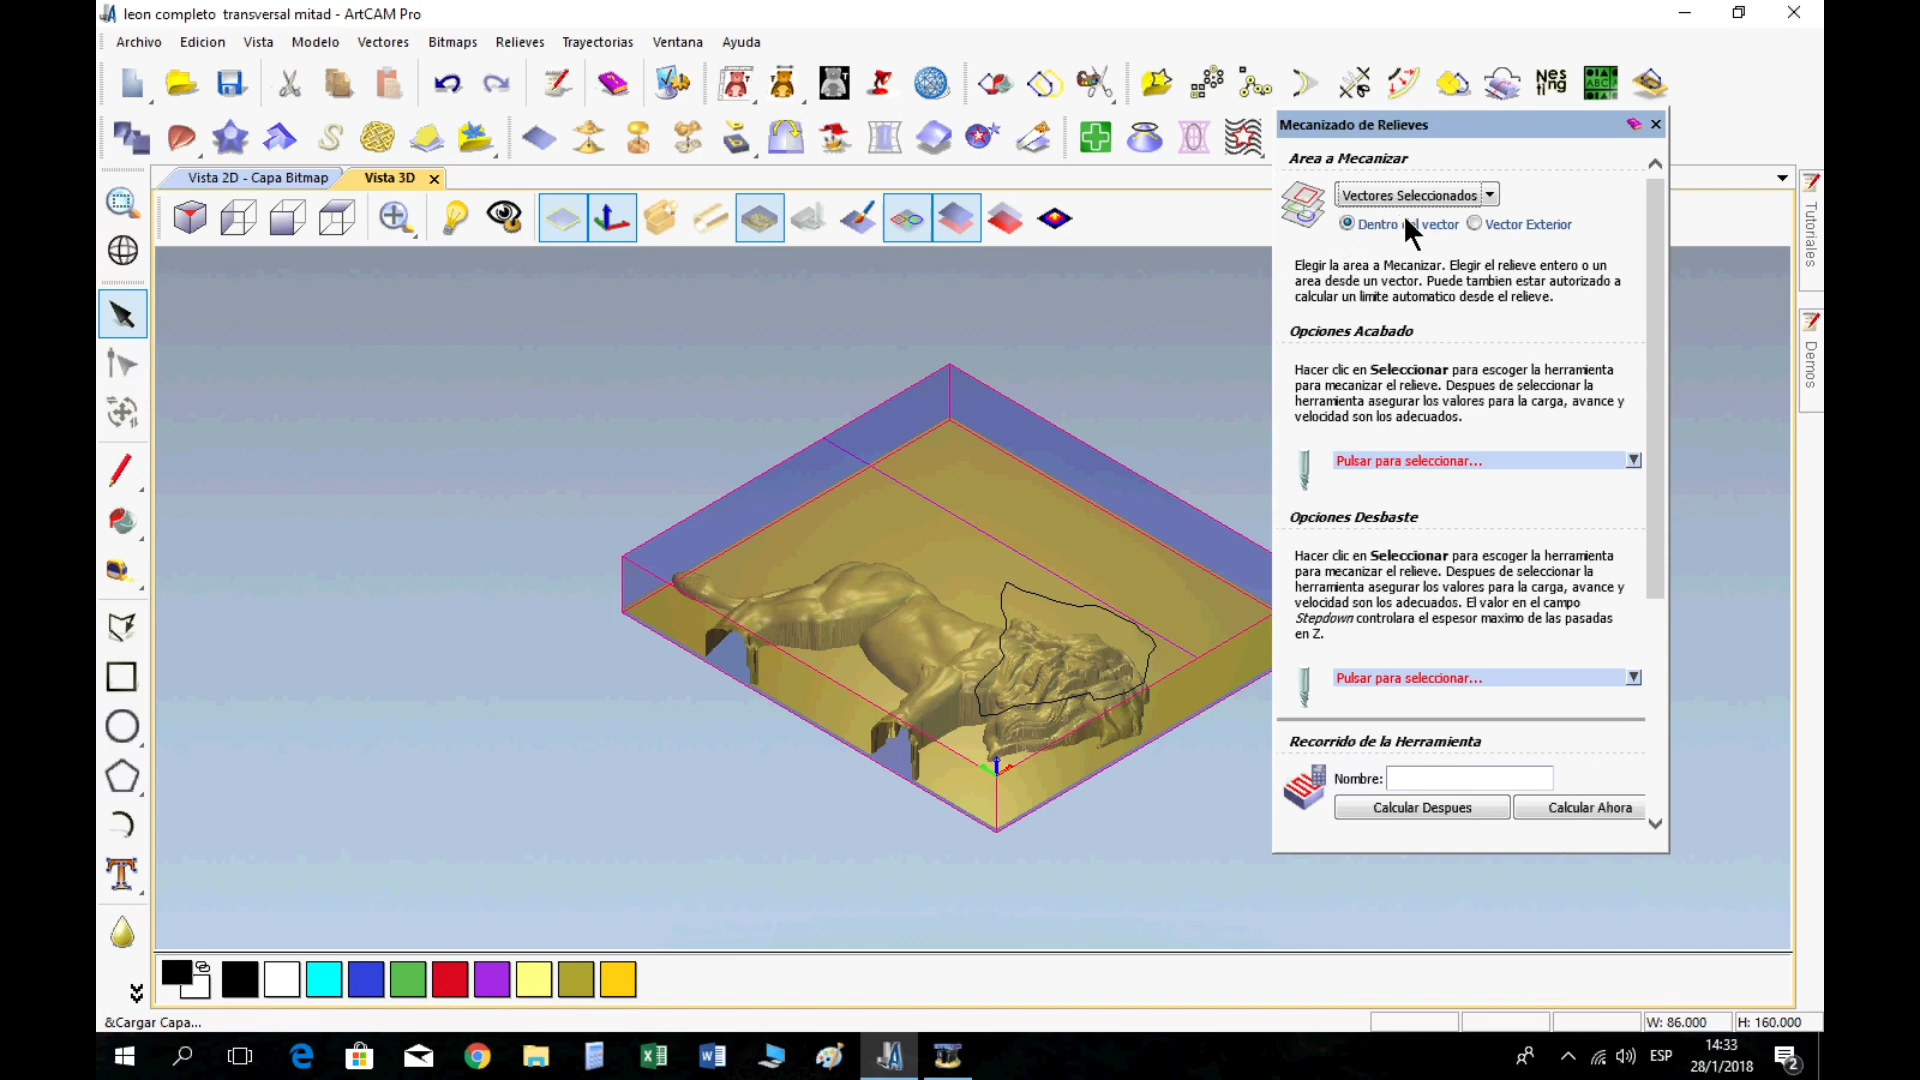 leon completo  transversal mitad - ArtCAM Pro
Archivo Edicion Vista Modelo Vectores Bitmaps Relieves Trayectorias Ventana Ayuda
Nes
ti
ABC
Mecanizado de Relieves
Area a Mecanizar
Vista 2D - Capa Bitmap
Vista 3D
Vectores Seleccionados
Dentro vector Vector Exterior
Elegir la area a Mecanizar. Elegir el relieve entero o un
area desde un vector. Puede tambien estar autorizado a
calcular un limite automatico desde el relieve.
Opciones Acabado
Hacer clic en Seleccionar para escoger la herramienta
para mecanizar el relieve. Despues de seleccionar la
herramienta asegurar los valores para la carga, avance y
velocidad son los adecuados.
Pulsar para seleccionar...
Opciones Desbaste
Hacer clic en Seleccionar para escoger la herramienta
para mecanizar el relieve. Despues de seleccionar la
herramienta asegurar los valores para la carga, avance y
velocidad son los adecuados. El valor en el campo
Stepdown controlara el espesor maximo de las pasadas
en Z.
Pulsar para seleccionar...
Recorrido de la Herramienta
Nombre:
Calcular Despues Calcular Ahora
Tutoriales
Demos
&Cargar Capa...
W: 86.000 H: 160.000
ESP
14:33
28/1/2018
2